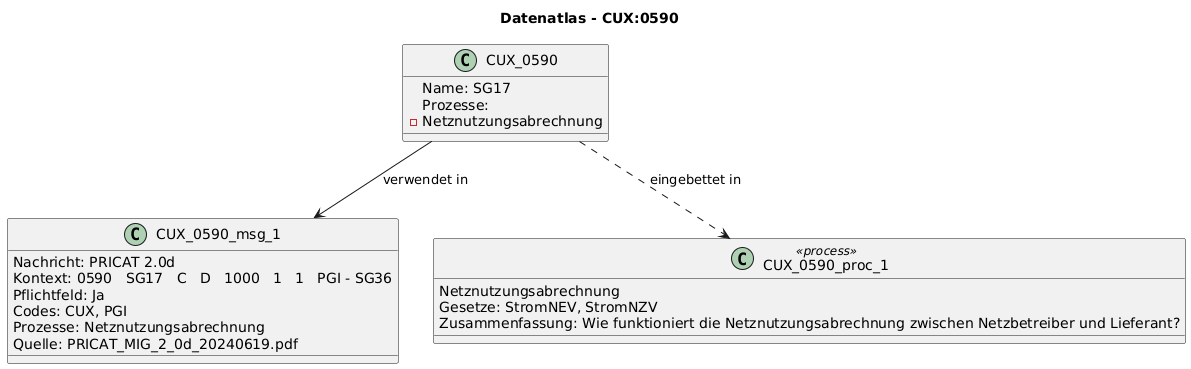 Datenatlas - CUX:0590
C CUX_0590
Name: SG17
Prozesse:
Netznutzungsabrechnung
verwendet in
eingebettet in
C CUX_0590_msg_1
Nachricht: PRICAT 2.0d
Kontext: 0590 SG17 C D 1000 1 1 PGI - SG36
Pflichtfeld: Ja
Codes: CUX, PGI
Prozesse: Netznutzungsabrechnung
Quelle: PRICAT_MIG_2_0d_20240619.pdf
«process»
C CUX_0590_proc_1
Netznutzungsabrechnung
Gesetze: StromNEV, StromNZV
Zusammenfassung: Wie funktioniert die Netznutzungsabrechnung zwischen Netzbetreiber und Lieferant?